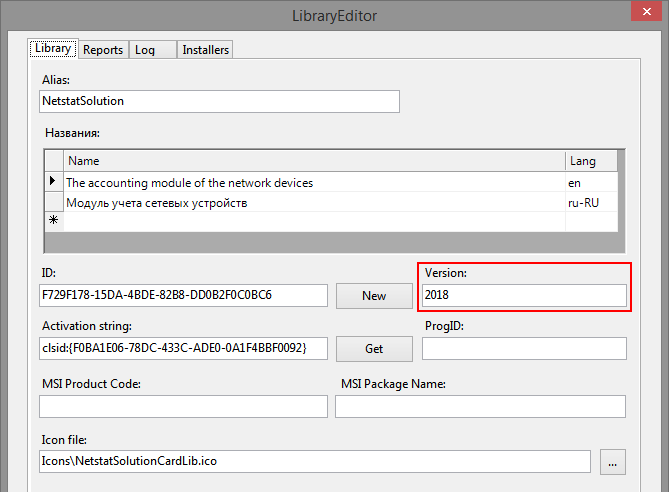 LibraryEditor
Library Reports Log Installers
Alias:
NetstatSolution
Названия:
Name Lang
The accounting module of the network devices en
Модуль учета сетевых устройств ru-RU
ID: Version:
F729F178-15DA-4BDE-82B8-DD0B2F0C0BC6 New 2018
Activation string: ProgID:
clsid:{F0BA1E06-78DC-433C-ADE0-0A1F4BBF0092} Get
MSI Product Code: MSI Package Name:
Icon file:
Icons\NetstatSolutionCardLib.ico ...